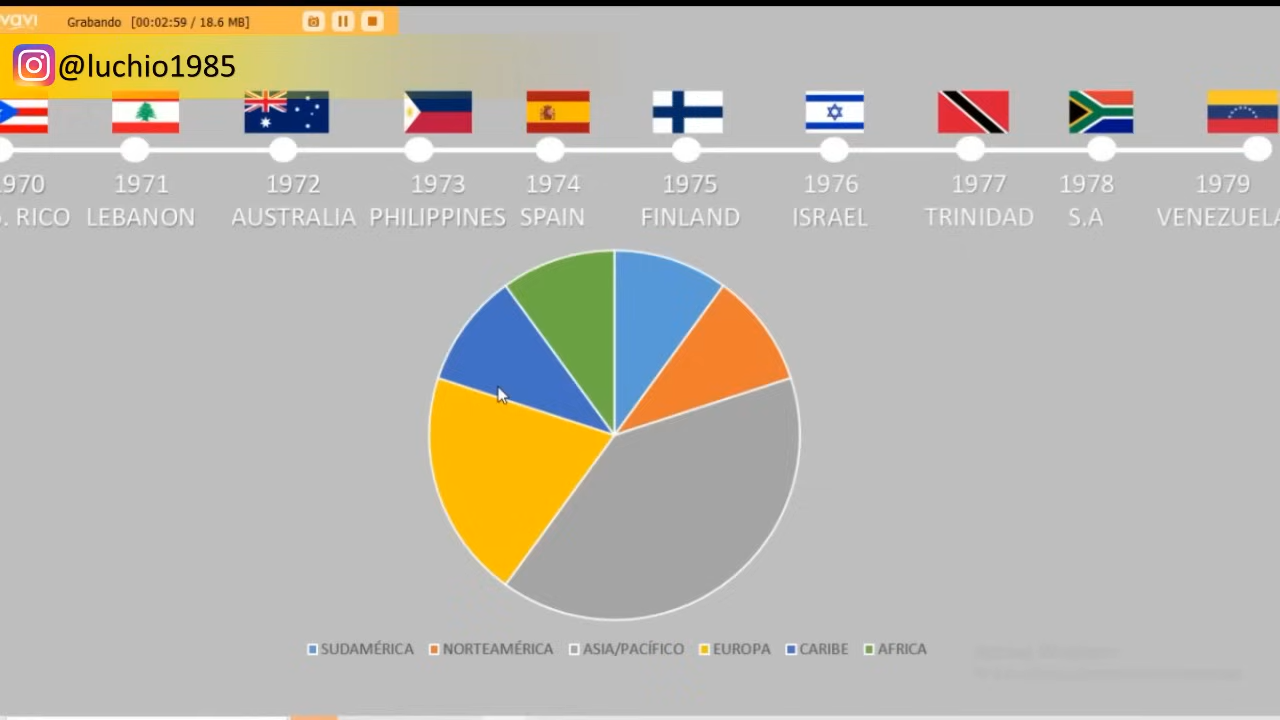 Grabando [00:02:59 / 18.6 MB]
@luchio1985
1970 1971 1972 1973 1974 1975 1976 1977 1978 1979
RICO LEBANON AUSTRALIA PHILIPPINES SPAIN FINLAND ISRAEL TRINIDAD S.A VENEZUELA
SUDAMÉRICA NORTEAMÉRICA ASIA/PACÍFICO EUROPA CARIBE AFRICA